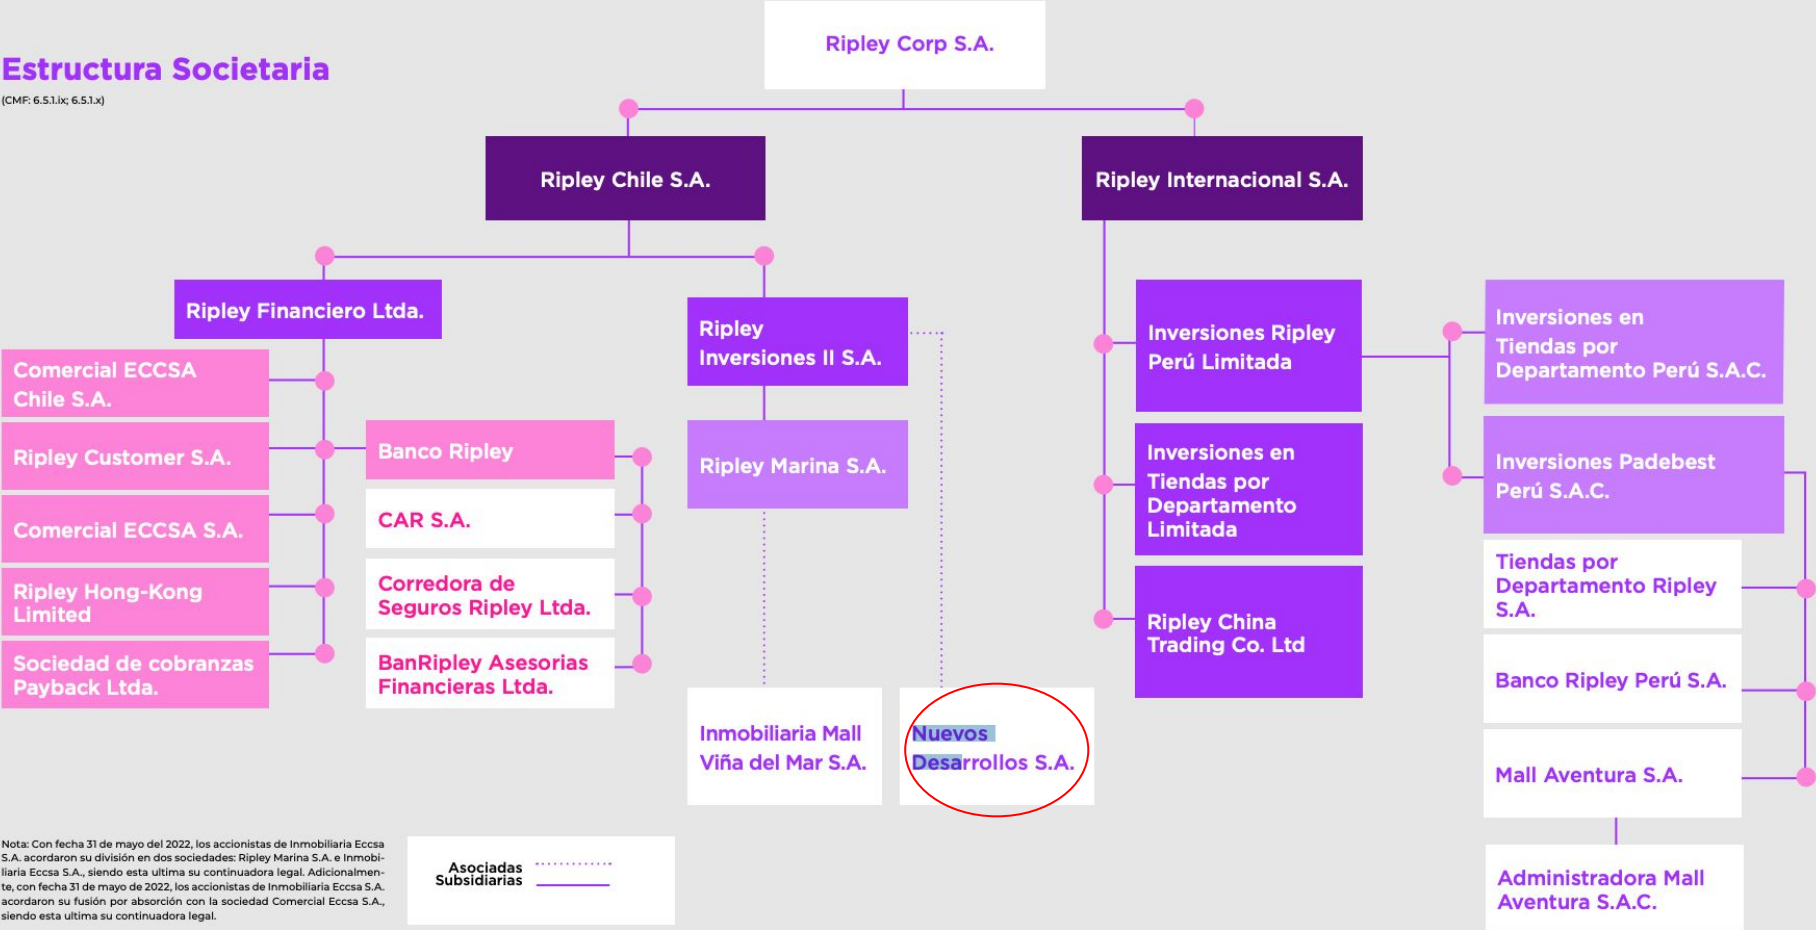 Ripley Corp S.A.
Estructura Societaria
(CMF: 6.5.1.ix; 6.5.1.x)
Ripley Chile S.A.
Ripley Internacional S.A.
Ripley Financiero Ltda.
Comercial ECCSA
Chile S.A.
Ripley Customer S.A.
Comercial ECCSA S.A.
Ripley Hong-Kong
Limited
Sociedad de cobranzas
Payback Ltda.
Banco Ripley
CAR S.A.
Corredora de
Seguros Ripley Ltda.
BanRipley Asesorias
Financieras Ltda.
Ripley
Inversiones II S.A.
Ripley Marina S.A.
Inmobiliaria Mall
Viña del Mar S.A.
Nuevos
Desarrollos S.A.
Inversiones Ripley
Perú Limitada
Inversiones en
Tiendas por
Departamento
Limitada
Ripley China
Trading Co. Ltd
Inversiones en
Tiendas por
Departamento Perú S.A.C.
Inversiones Padebest
Perú S.A.C.
Tiendas por
Departamento Ripley
S.A.
Banco Ripley Perú S.A.
Mall Aventura S.A.
Administradora Mall
Aventura S.A.C.
Nota: Con fecha 31 de mayo del 2022, los accionistas de Inmobiliaria Eccsa
S.A. acordaron su división en dos sociedades: Ripley Marina S.A. e Inmobi-
liaria Eccsa S.A., siendo esta ultima su continuadora legal. Adicionalmen-
te, con fecha 31 de mayo de 2022, los accionistas de Inmobiliaria Eccsa S.A.
acordaron su fusión por absorción con la sociedad Comercial Eccsa S.A.,
siendo esta ultima su continuadora legal.
Asociadas
Subsidiarias